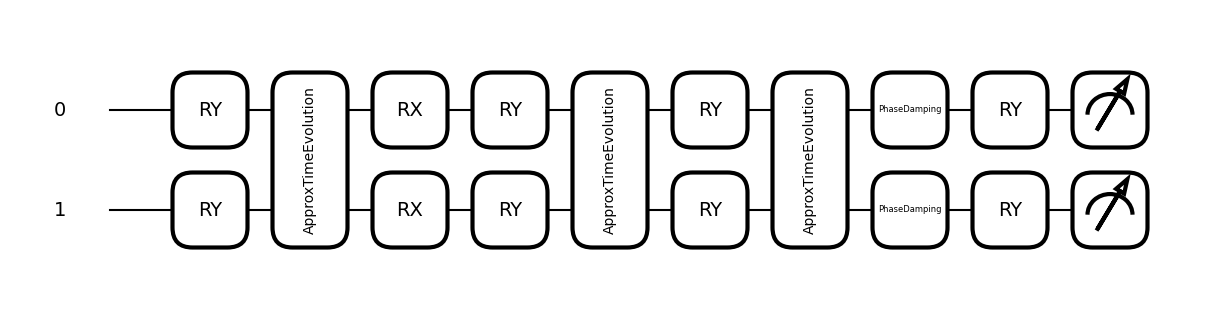 0 RY ApproxTimeEvolution RX RY ApproxTimeEvolution RY ApproxTimeEvolution PhaseDamping RY
1 RY RX RY RY PhaseDamping RY